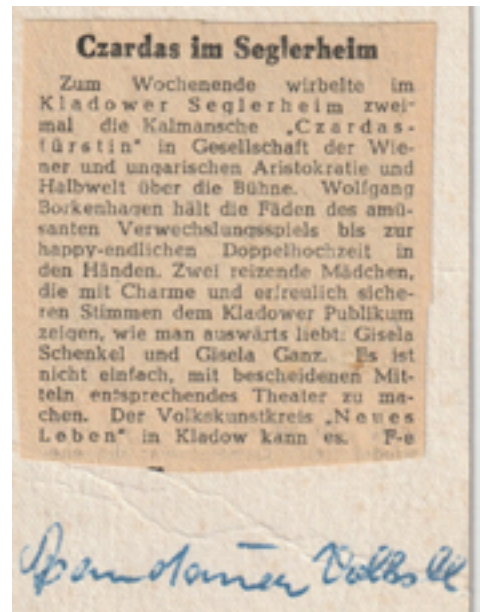 Czardas im Seglerheim
Zum Wochenende wirbelte im
Kladower Seglerheim zwei-
mal die Kalmansche „Czardas-
fürstin" in Gesellschaft der Wie-
ner und ungarischen Aristokratie und
Halbwelt über die Bühne. Wolfgang
Borkenhagen hält die Fäden des amü-
santen Verwechslungsspiels bis zur
happy-endlichen Doppelhochzeit in
den Händen. Zwei reizende Mädchen,
die mit Charme und erfreulich siche-
ren Stimmen dem Kladower Publikum
zeigen, wie man auswärts liebt: Gisela
Schenkel und Gisela Ganz. Es ist
nicht einfach, mit bescheidenen Mit-
teln entsprechendes Theater zu ma-
chen. Der Volkskunstkreis „Neues
Leben" in Kladow kann es. F-e
Spandauer Volksbl